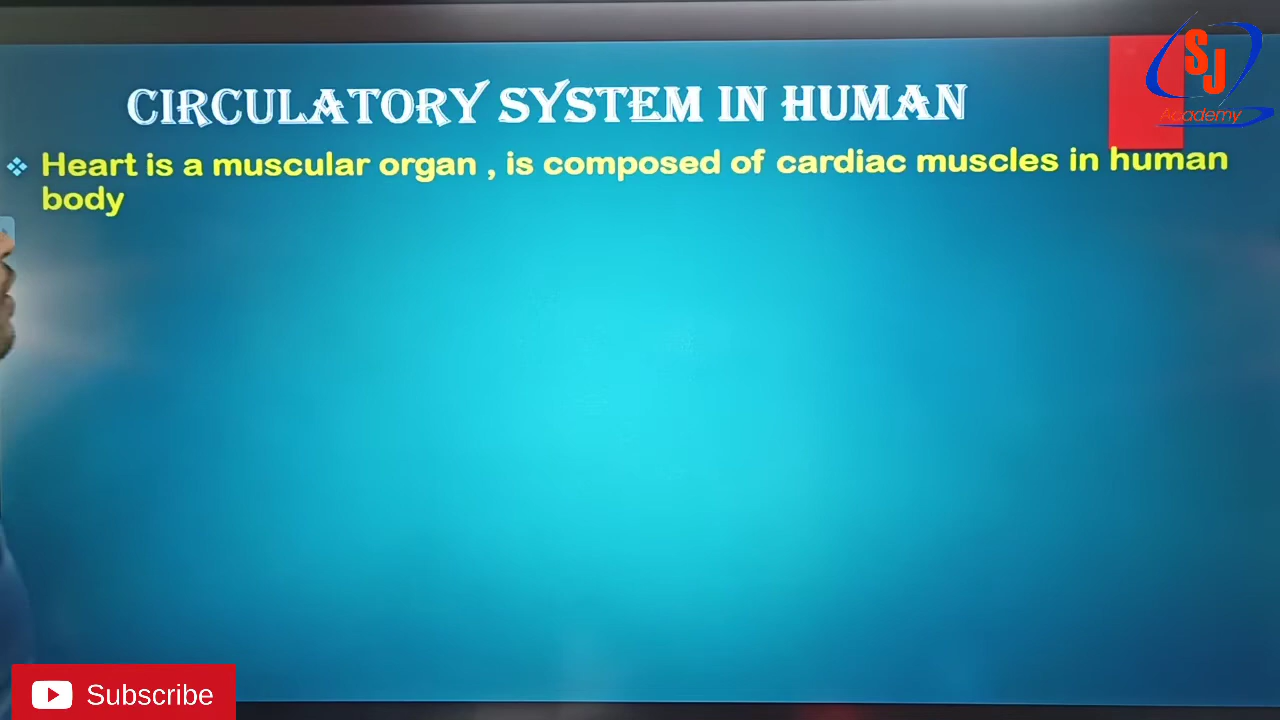 CIRCULATORY SYSTEM IN HUMAN
SJ
Academy
❖ Heart is a muscular organ , is composed of cardiac muscles in human
body
Subscribe